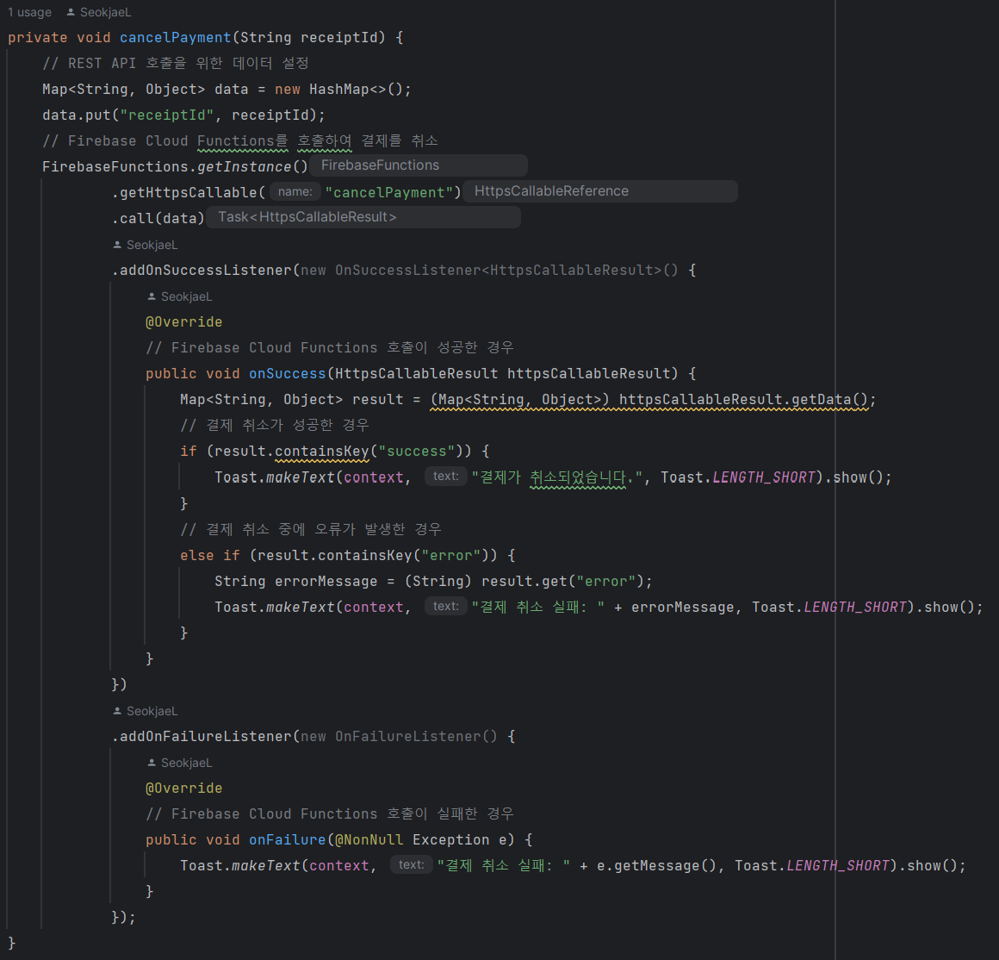 1 usage SeokjaeL
private void cancelPayment(String receiptId) {
// REST API 호출을 위한 데이터 설정
Map<String, Object> data = new HashMap<>();
data.put("receiptId", receiptId);
// Firebase Cloud Functions를 호출하여 결제를 취소
FirebaseFunctions.getInstance() FirebaseFunctions
.getHttpsCallable( name: "cancelPayment") HttpsCallableReference
.call(data) Task<HttpsCallableResult>
SeokjaeL
.addOnSuccessListener(new OnSuccessListener<HttpsCallableResult>() {
SeokjaeL
@Override
// Firebase Cloud Functions 호출이 성공한 경우
public void onSuccess(HttpsCallableResult httpsCallableResult) {
Map<String, Object> result = (Map<String, Object>) httpsCallableResult.getData();
// 결제 취소가 성공한 경우
if (result.containsKey("success")) {
Toast.makeText(context, text: "결제가 취소되었습니다.", Toast.LENGTH_SHORT).show();
}
// 결제 취소 중에 오류가 발생한 경우
else if (result.containsKey("error")) {
String errorMessage = (String) result.get("error");
Toast.makeText(context, text: "결제 취소 실패: " + errorMessage, Toast.LENGTH_SHORT).show();
}
}
})
SeokjaeL
.addOnFailureListener(new OnFailureListener() {
SeokjaeL
@Override
// Firebase Cloud Functions 호출이 실패한 경우
public void onFailure(@NonNull Exception e) {
Toast.makeText(context, text: "결제 취소 실패: " + e.getMessage(), Toast.LENGTH_SHORT).show();
}
});
}